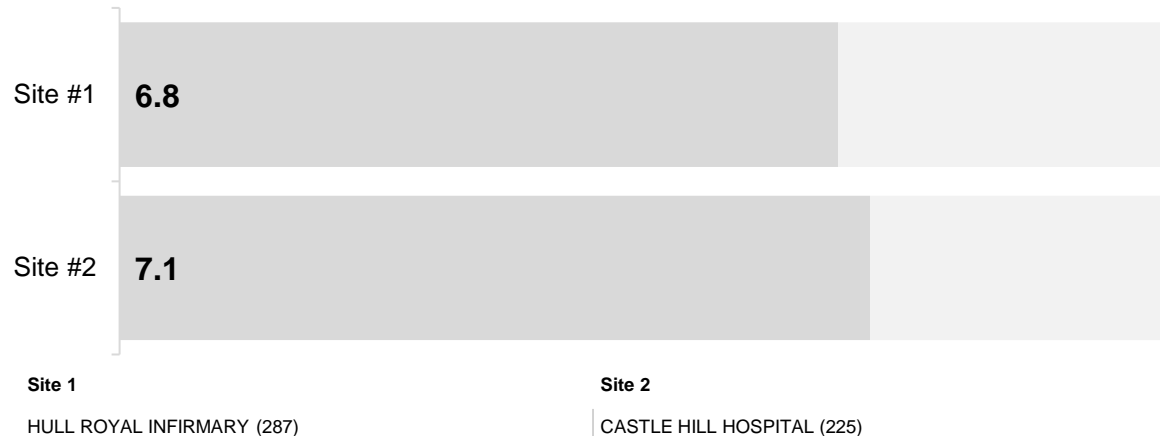 Site #1 6.8
Site #2 7.1
Site 1 Site 2
HULL ROYAL INFIRMARY (287) CASTLE HILL HOSPITAL (225)